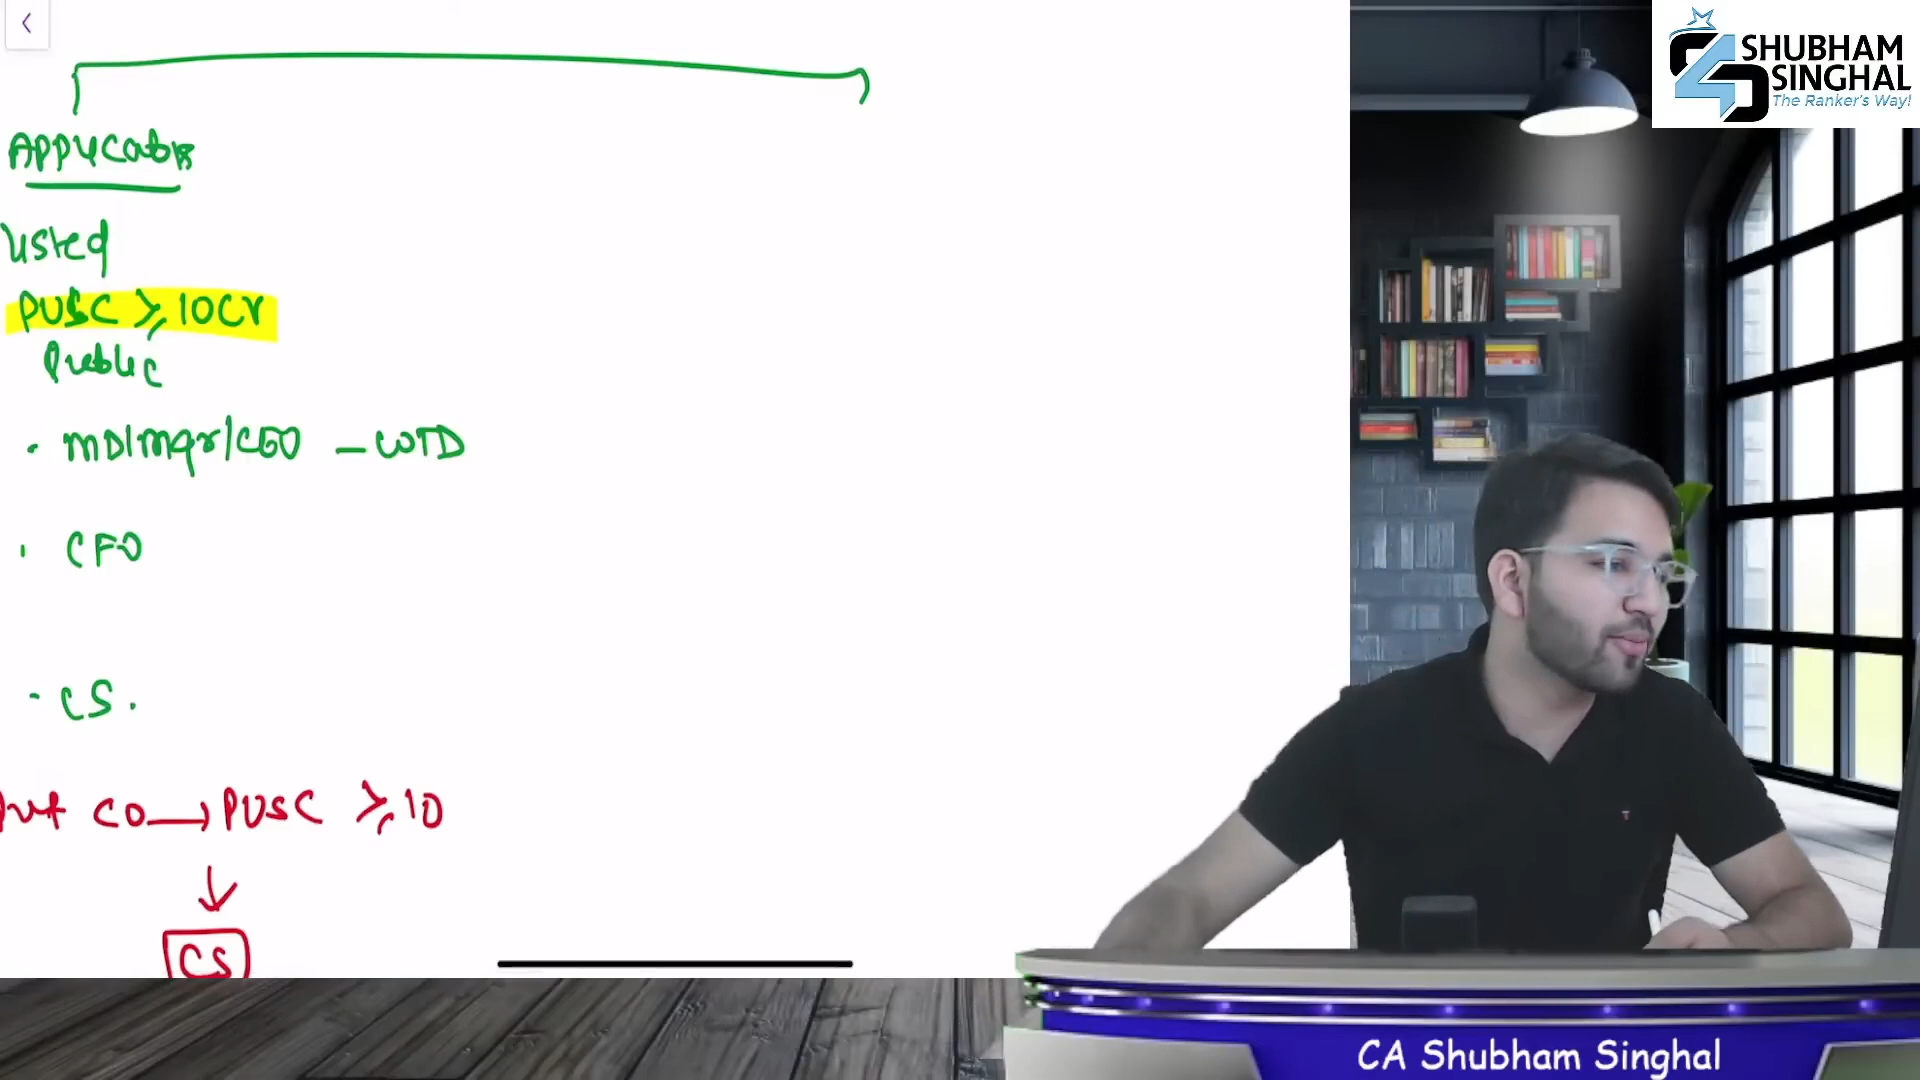 SHUBHAM
SINGHAL
The Ranker's Way!
Applicable
Listed
PUSC ≥ 10Cr
Public
· MD/Mgr/CEO – WTD
· CFO
- CS.
Pvt CO → PUSC ≥ 10
↓
CS
CA Shubham Singhal